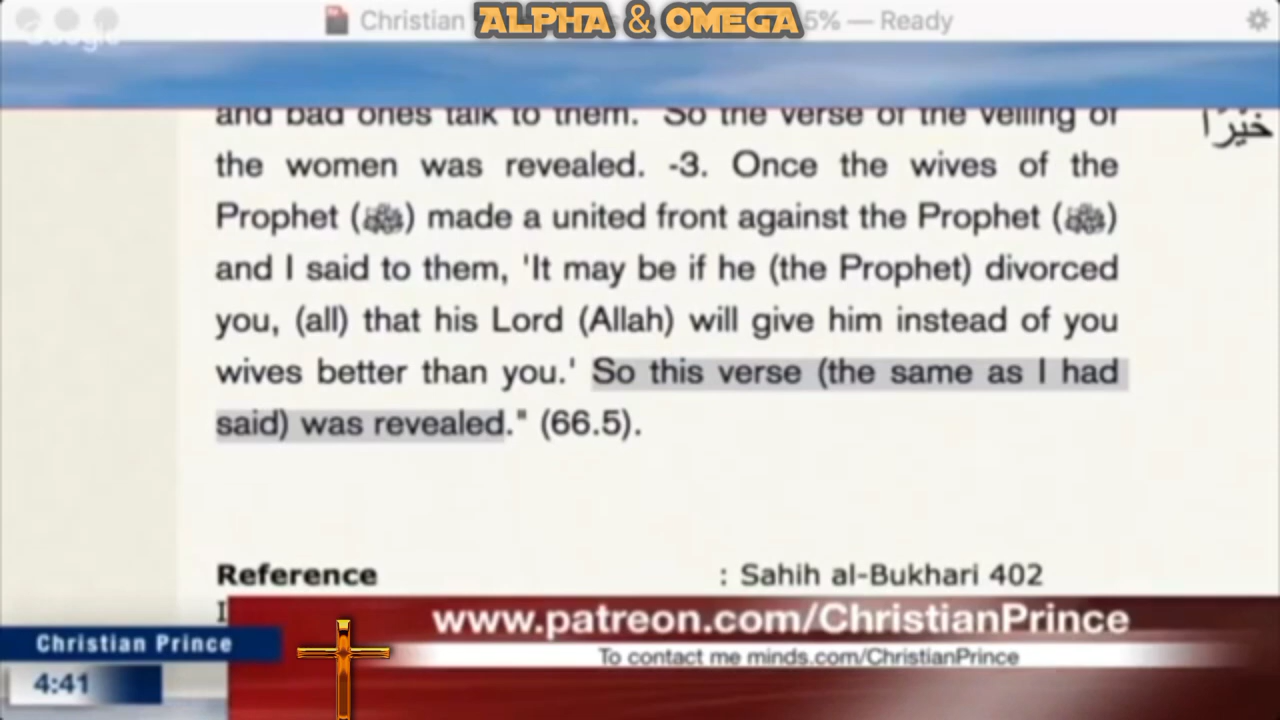 Christian
ALPHA & OMEGA
5% — Ready
Google
and bad ones talk to them.' So the verse of the veiling of
the women was revealed. -3. Once the wives of the
Prophet (ﷺ) made a united front against the Prophet (ﷺ)
and I said to them, 'It may be if he (the Prophet) divorced
you, (all) that his Lord (Allah) will give him instead of you
wives better than you.' So this verse (the same as I had
said) was revealed." (66.5).
خَيْرًا
Reference : Sahih al-Bukhari 402
www.patreon.com/ChristianPrince
Christian Prince
To contact me minds.com/ChristianPrince
4:41